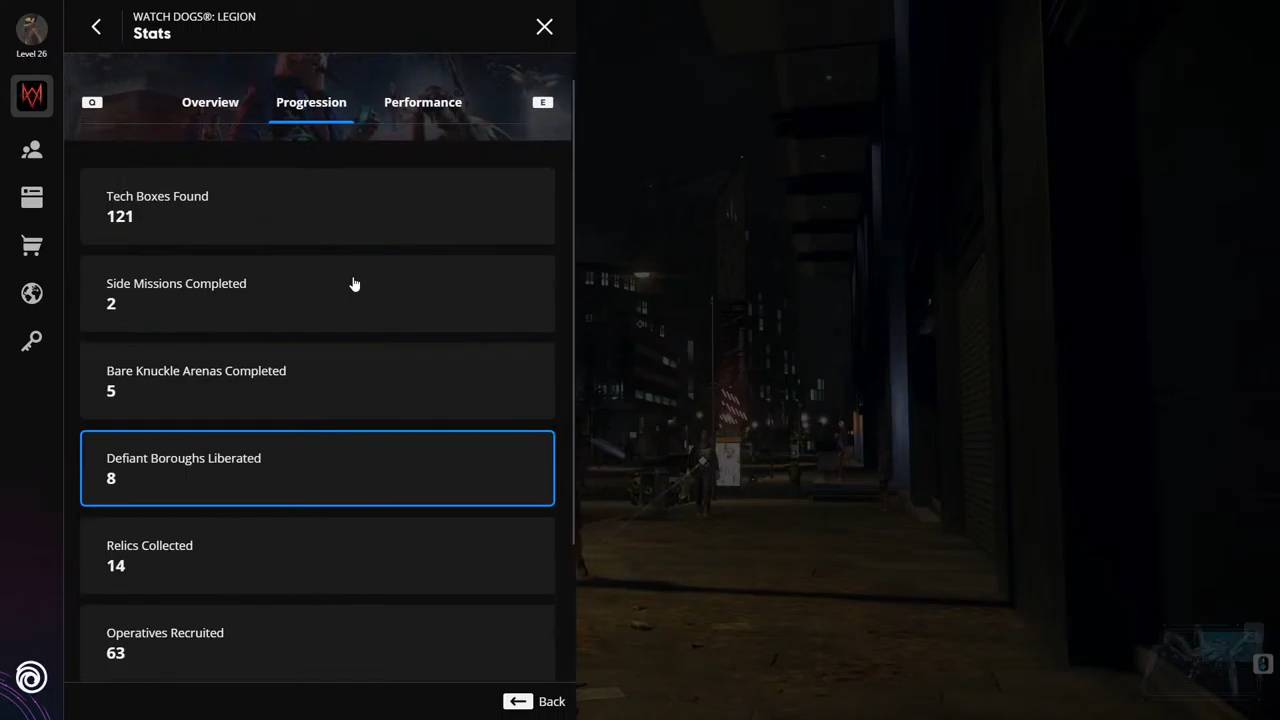 WATCH DOGS®: LEGION
Stats
Level 26
Q
Overview
Progression
Performance
E
Tech Boxes Found
121
Side Missions Completed
2
Bare Knuckle Arenas Completed
5
Defiant Boroughs Liberated
8
Relics Collected
14
Operatives Recruited
63
Back